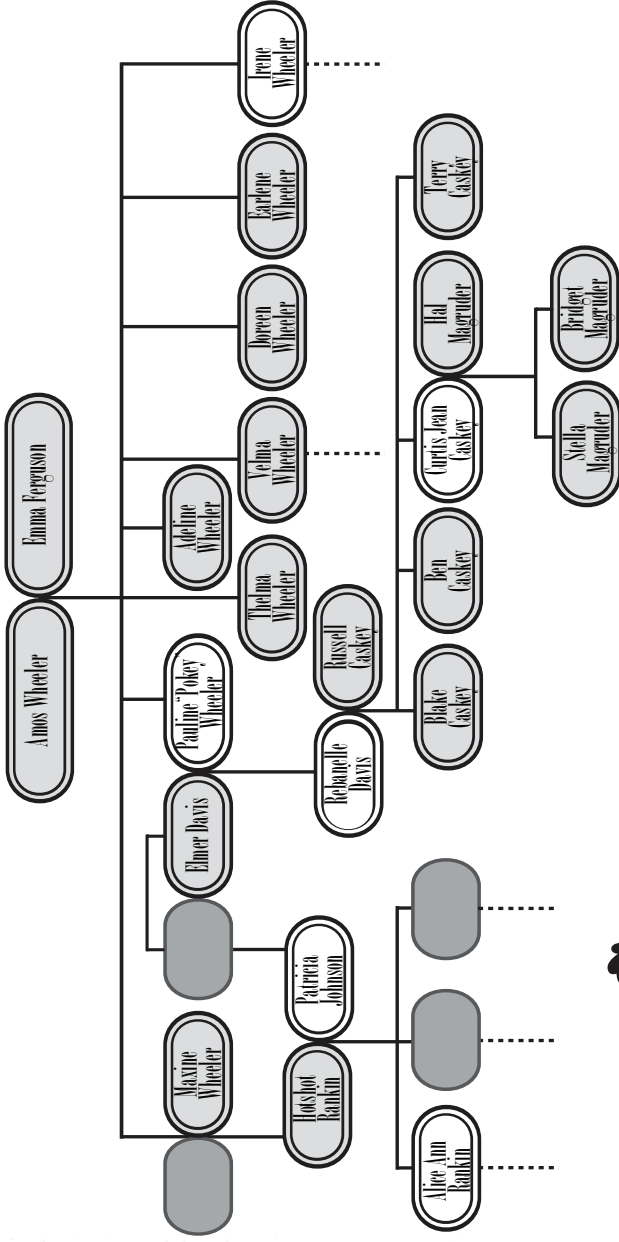 Amos Wheeler
Emma Ferguson
Maxine
Wheeler
Elmer Davis
Pauline "Pokey"
Wheeler
Adeline
Wheeler
Thelma
Wheeler
Velma
Wheeler
Doreen
Wheeler
Earlene
Wheeler
Irene
Wheeler
Hotshot
Rankin
Patricia
Johnson
Rebanelle
Davis
Russell
Caskey
Alice Ann
Rankin
Blake
Caskey
Ben
Caskey
Curtis Jean
Caskey
Hal
Magruder
Terry
Caskey
Stella
Magruder
Bridget
Magruder